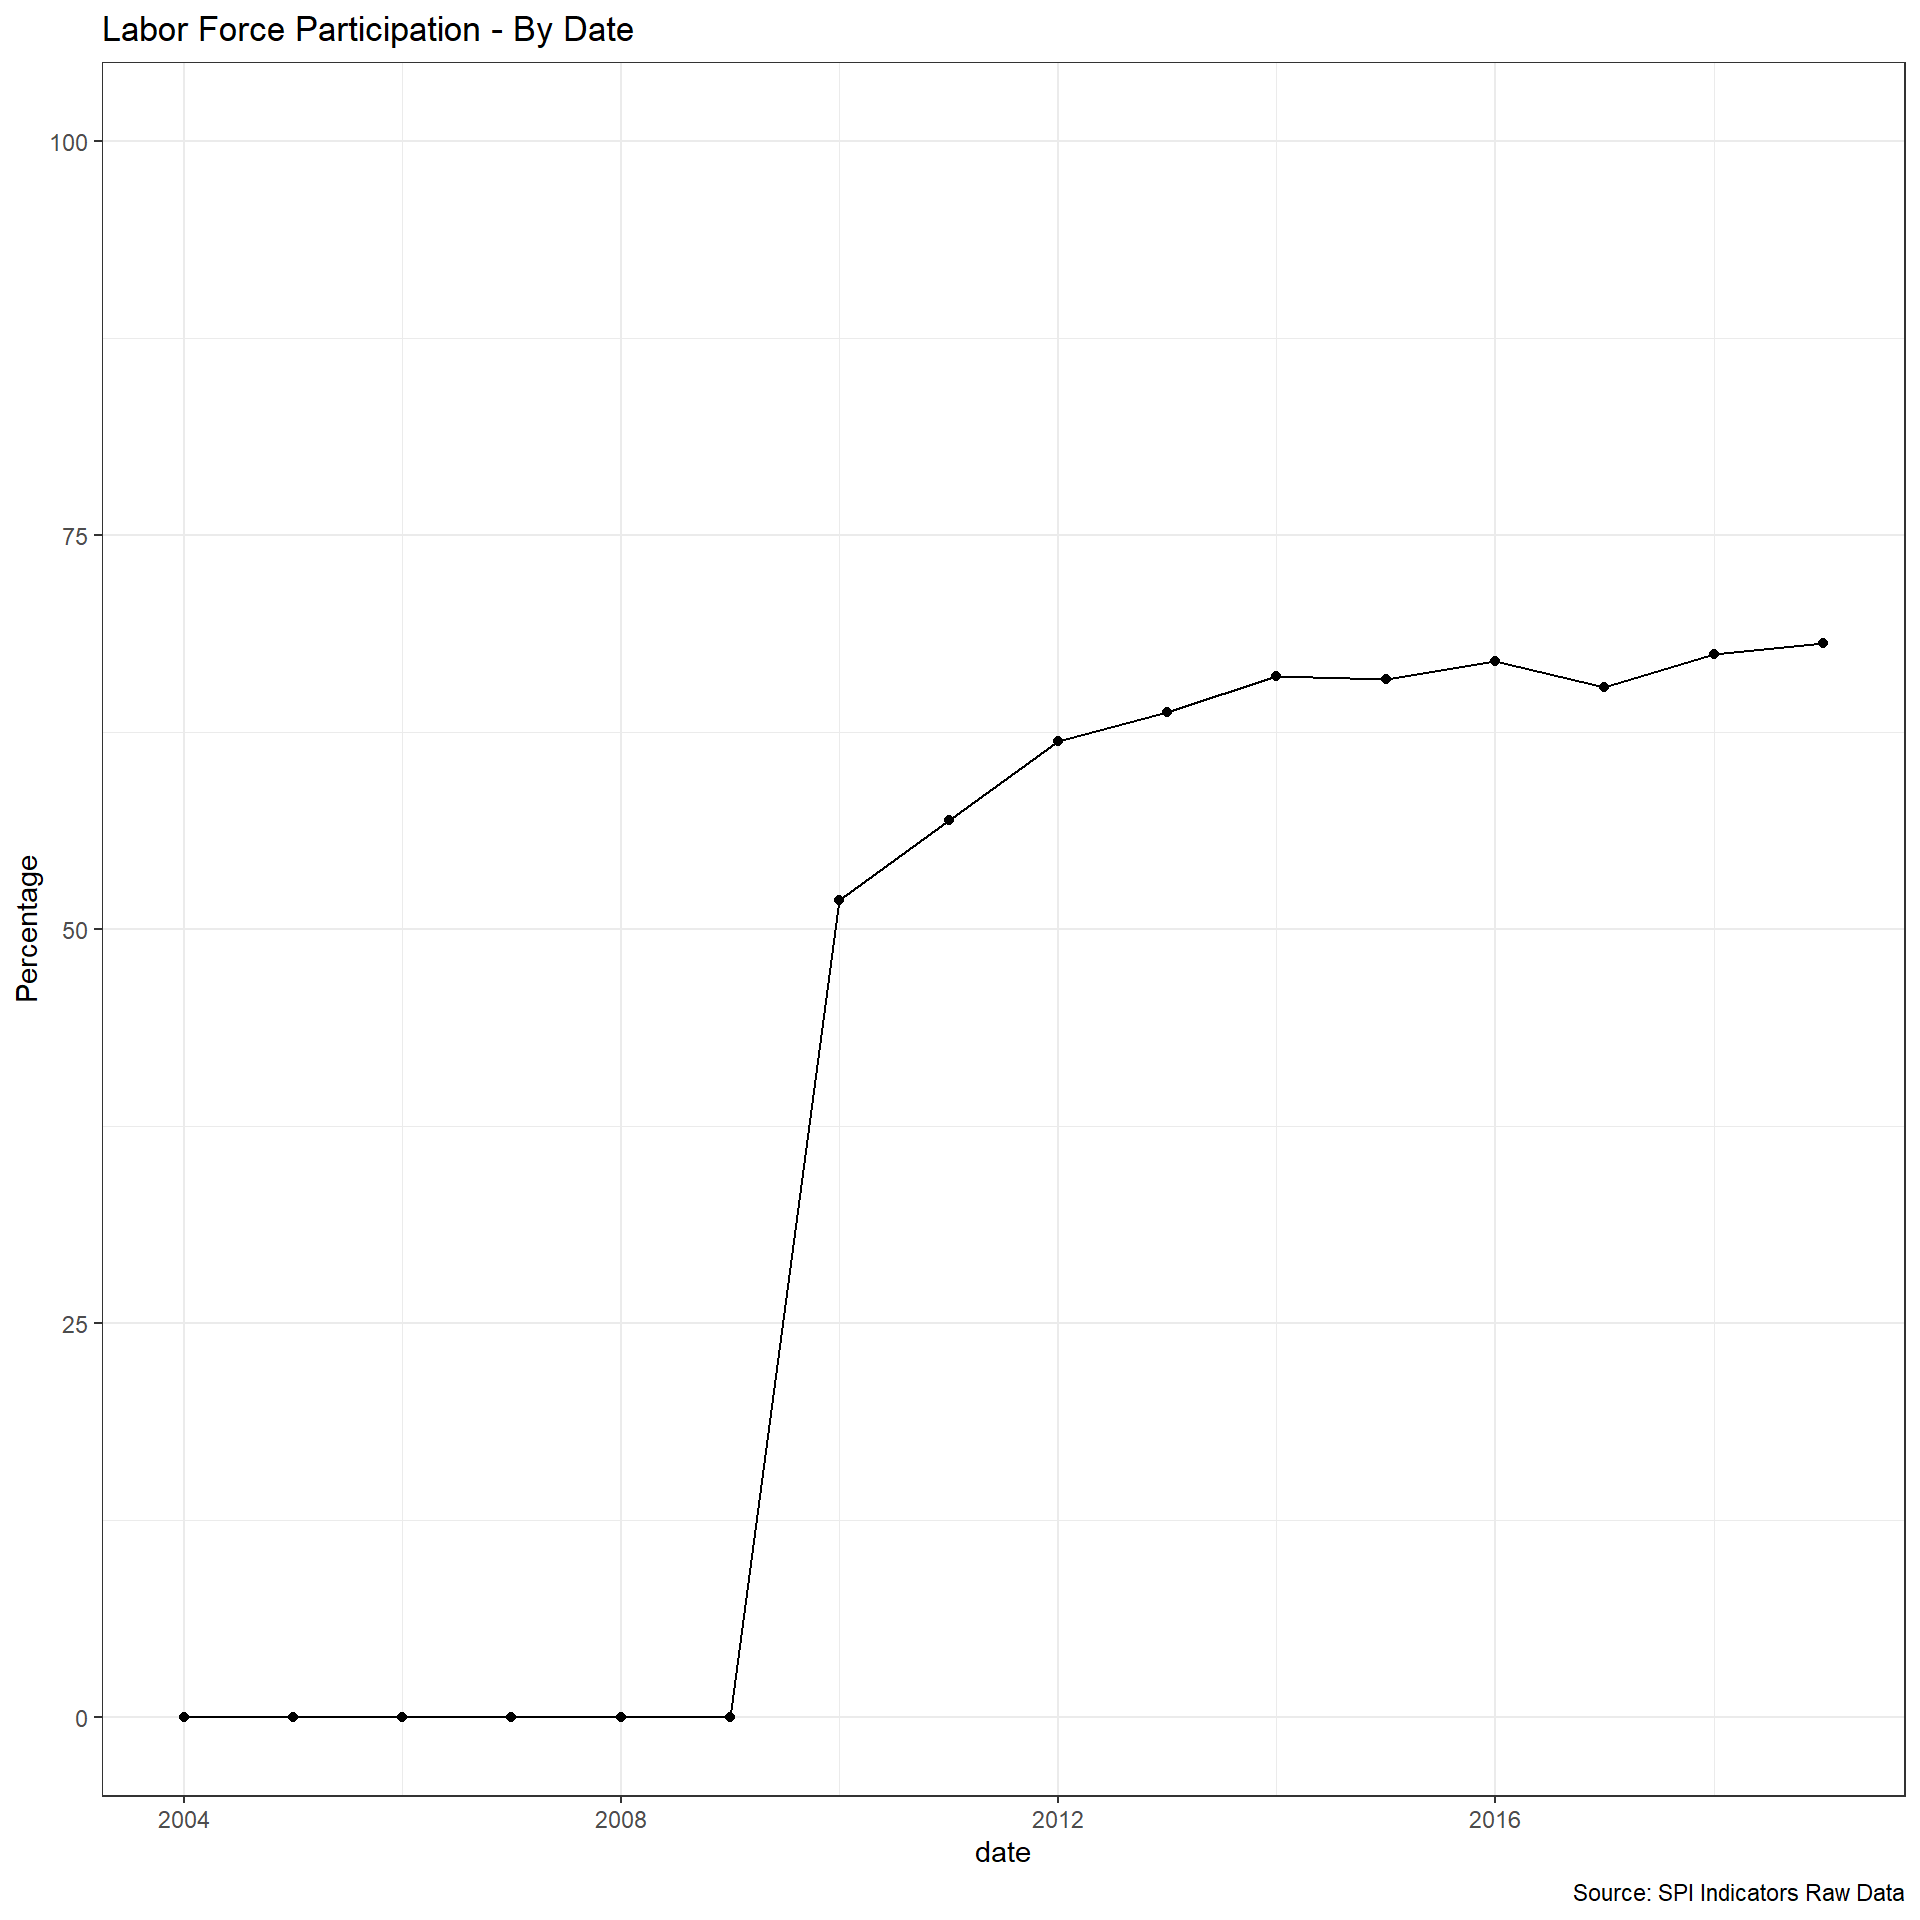 Labor Force Participation - By Date
100
75
50
25
0
Percentage
2004 2008 2012 2016
date
Source: SPI Indicators Raw Data